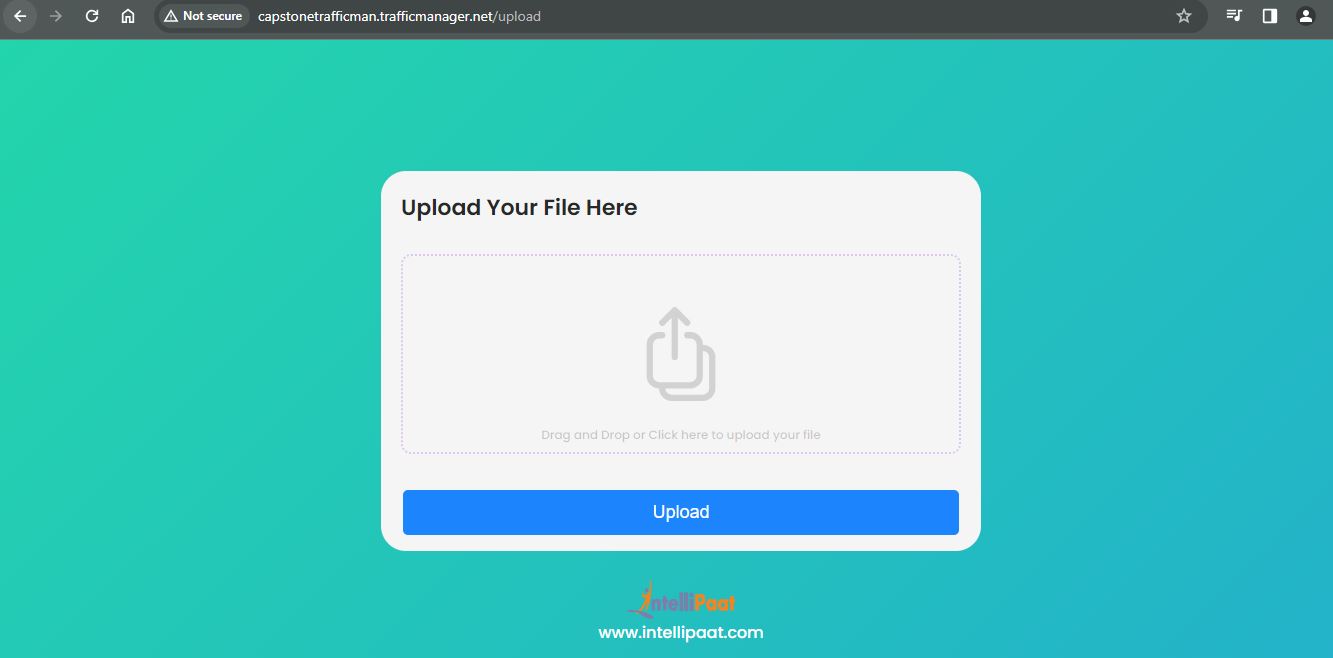 Not secure capstonetrafficman.trafficmanager.net/upload
Upload Your File Here
Drag and Drop or Click here to upload your file
Upload
IntelliPaat
www.intellipaat.com